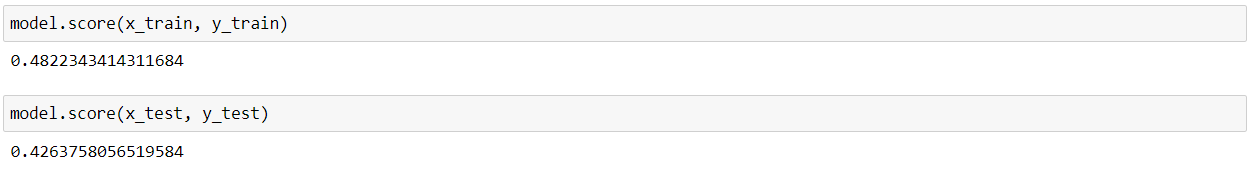 model.score(x_train, y_train)
0.4822343414311684
model.score(x_test, y_test)
0.4263758056519584